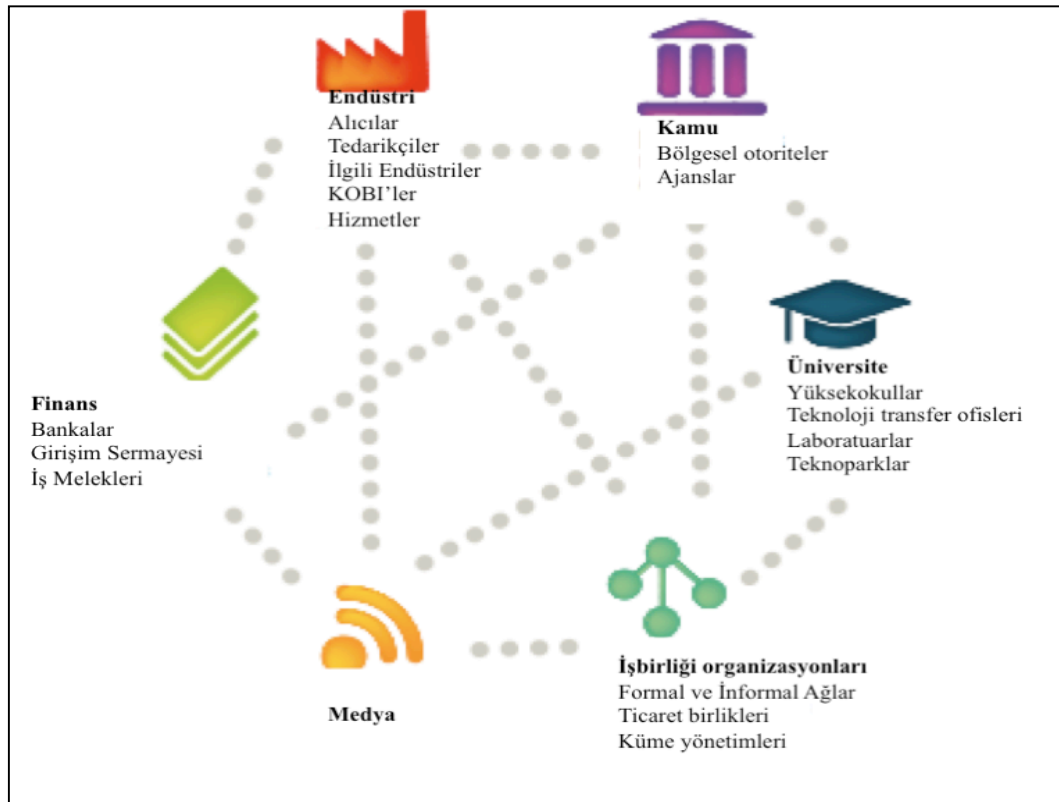 Endüstri
Alıcılar
Tedarikçiler
İlgili Endüstriler
KOBI’ler
Hizmetler
Kamu
Bölgesel otoriteler
Ajanslar
Finans
Bankalar
Girişim Sermayesi
İş Melekleri
Üniversite
Yüksekokullar
Teknoloji transfer ofisleri
Laboratuarlar
Teknoparklar
Medya
İşbirliği organizasyonları
Formal ve İnformal Ağlar
Ticaret birlikleri
Küme yönetimleri